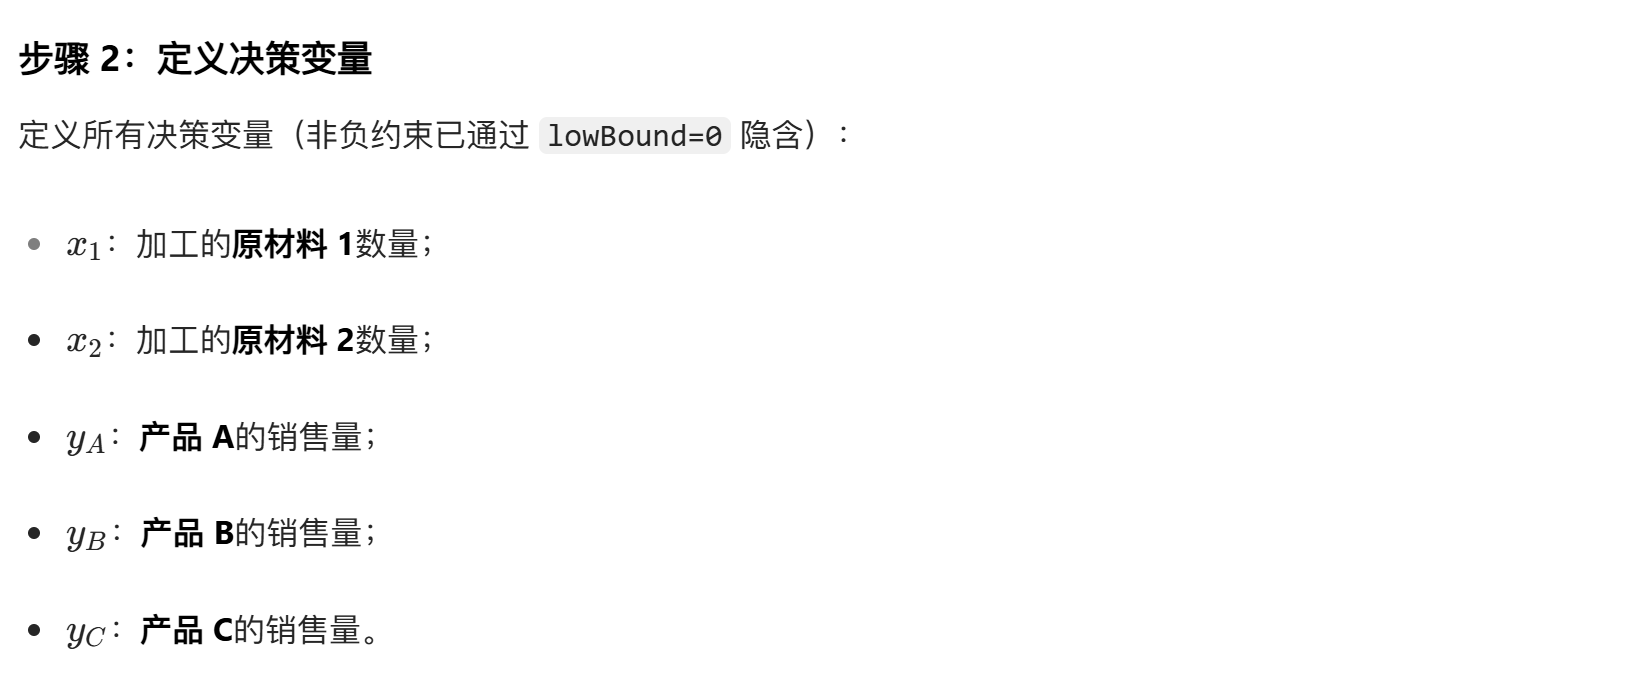 步骤 2：定义决策变量
定义所有决策变量（非负约束已通过 lowBound=0 隐含）：
• x₁：加工的原材料 1数量；
• x₂：加工的原材料 2数量；
• y_A：产品 A的销售量；
• y_B：产品 B的销售量；
• y_C：产品 C的销售量。